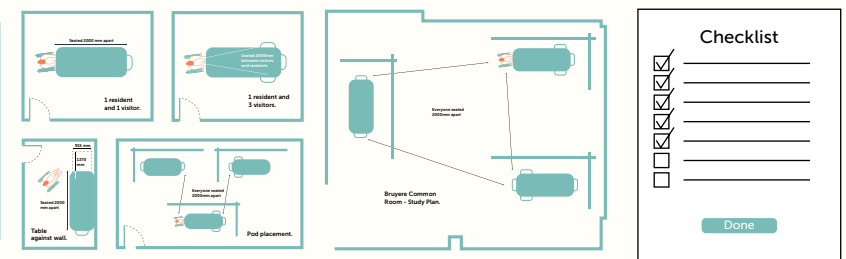 Seated 2000 mm apart
1 resident
and 1 visitor.
Seated 2000mm
between visitors
and residents
1 resident and
3 visitors.
915 mm
1370
mm
Seated 2000
mm apart
Table
against wall.
Everyone seated
2000mm apart
Pod placement.
Everyone seated
2000mm apart
Bruyere Common
Room - Study Plan.
Checklist
Done